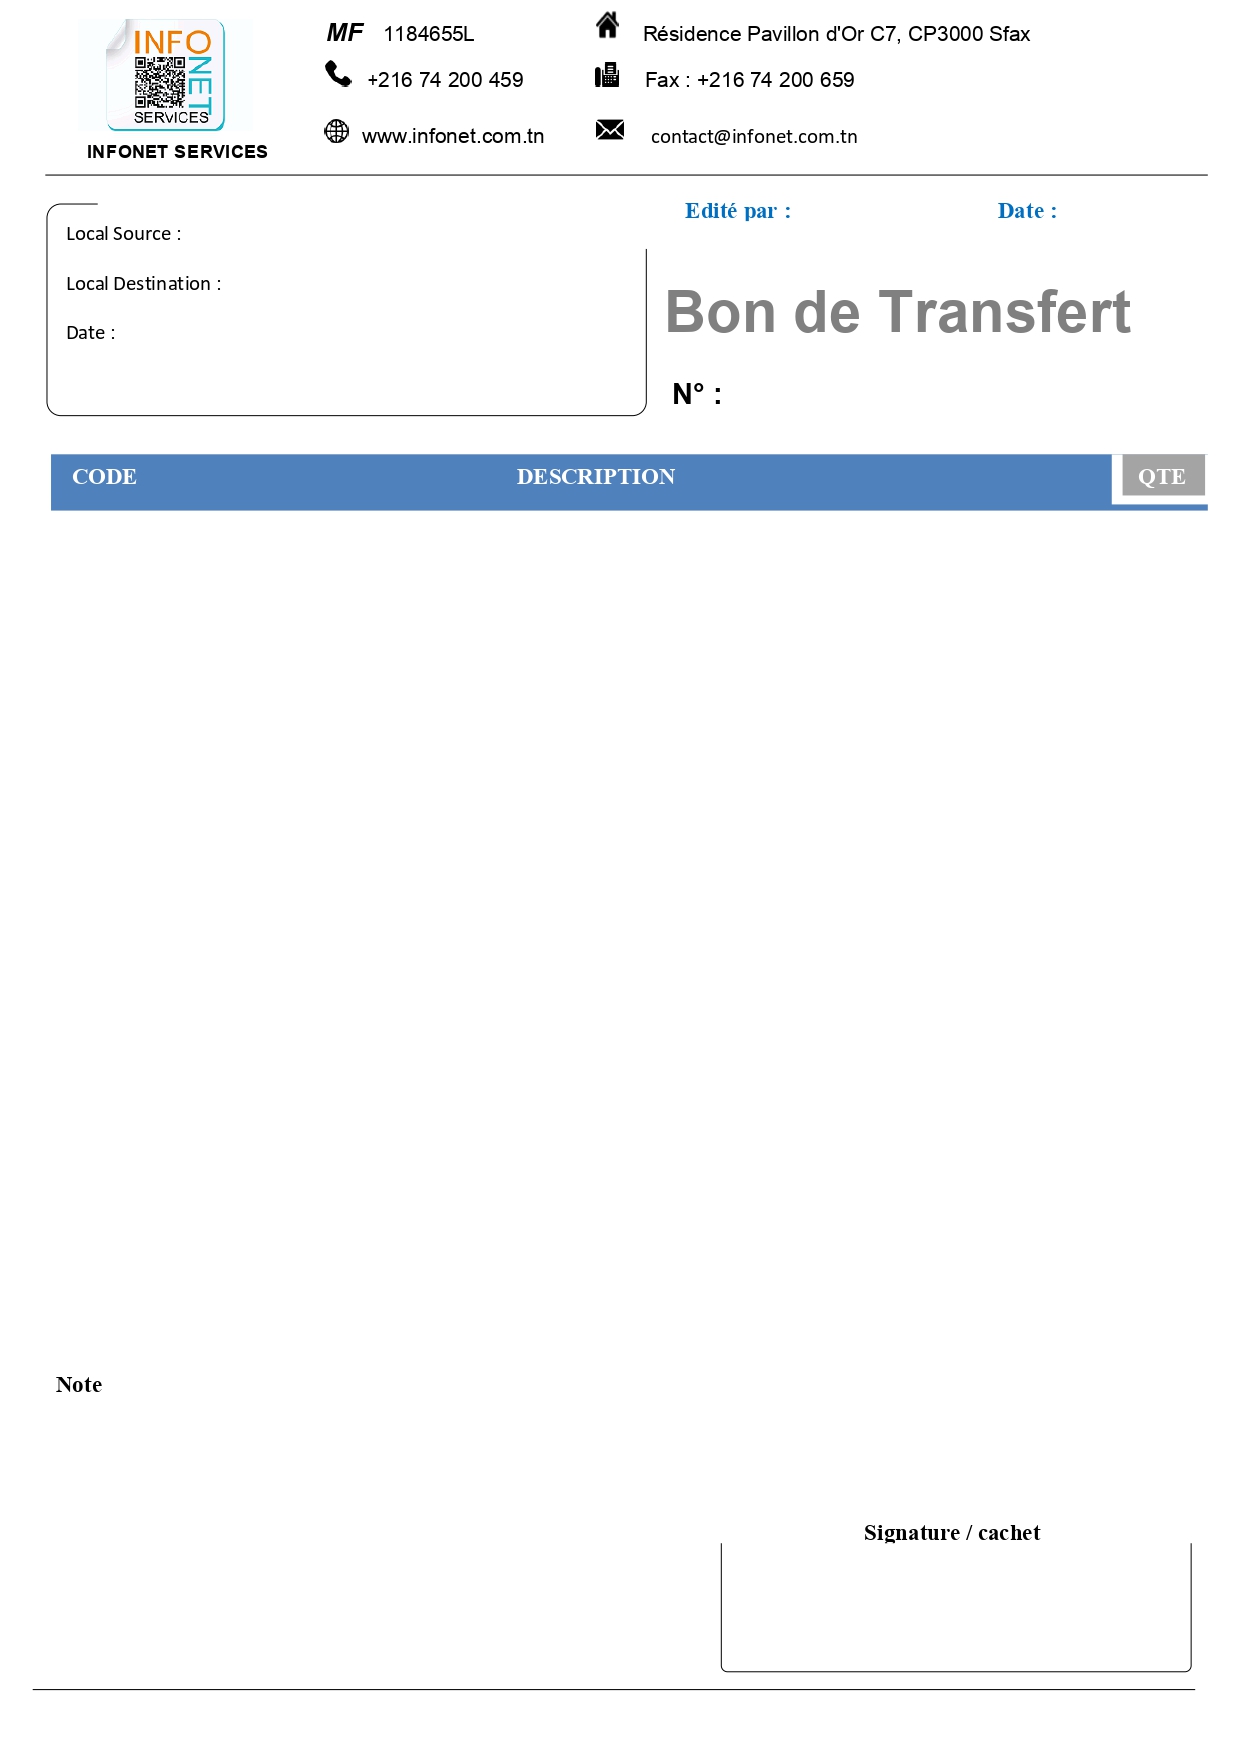 INFO
NET
SERVICES
INFONET SERVICES
MF 1184655L
Résidence Pavillon d'Or C7, CP3000 Sfax
+216 74 200 459
Fax : +216 74 200 659
www.infonet.com.tn
contact@infonet.com.tn
Edité par :
Date :
Local Source :
Local Destination :
Date :
Bon de Transfert
N° :
CODE DESCRIPTION QTE
Note
Signature / cachet